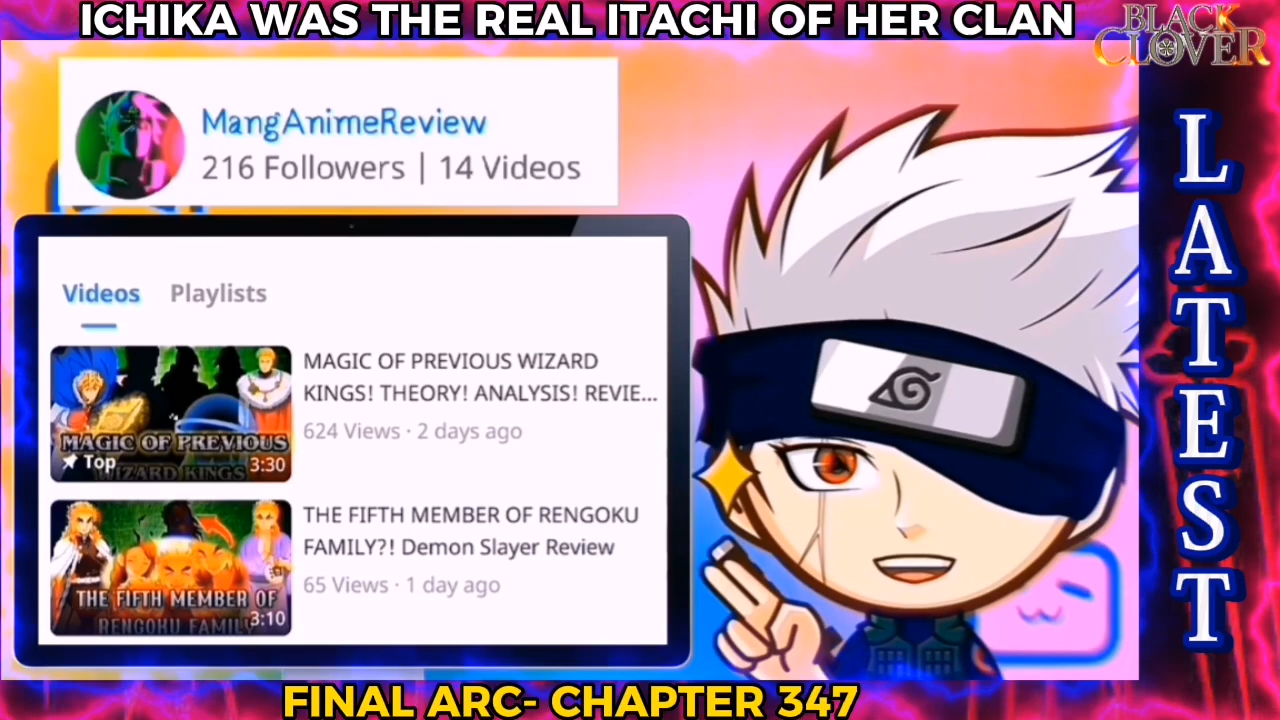 ICHIKA WAS THE REAL ITACHI OF HER CLAN
BLACK
CLOVER
MangAnimeReview
216 Followers | 14 Videos
Videos Playlists
MAGIC OF PREVIOUS
WIZARD KINGS
Top
3:30
MAGIC OF PREVIOUS WIZARD
KINGS! THEORY! ANALYSIS! REVIE...
624 Views · 2 days ago
THE FIFTH MEMBER OF
RENGOKU FAMILY
3:10
THE FIFTH MEMBER OF RENGOKU
FAMILY?! Demon Slayer Review
65 Views · 1 day ago
LATEST
FINAL ARC- CHAPTER 347